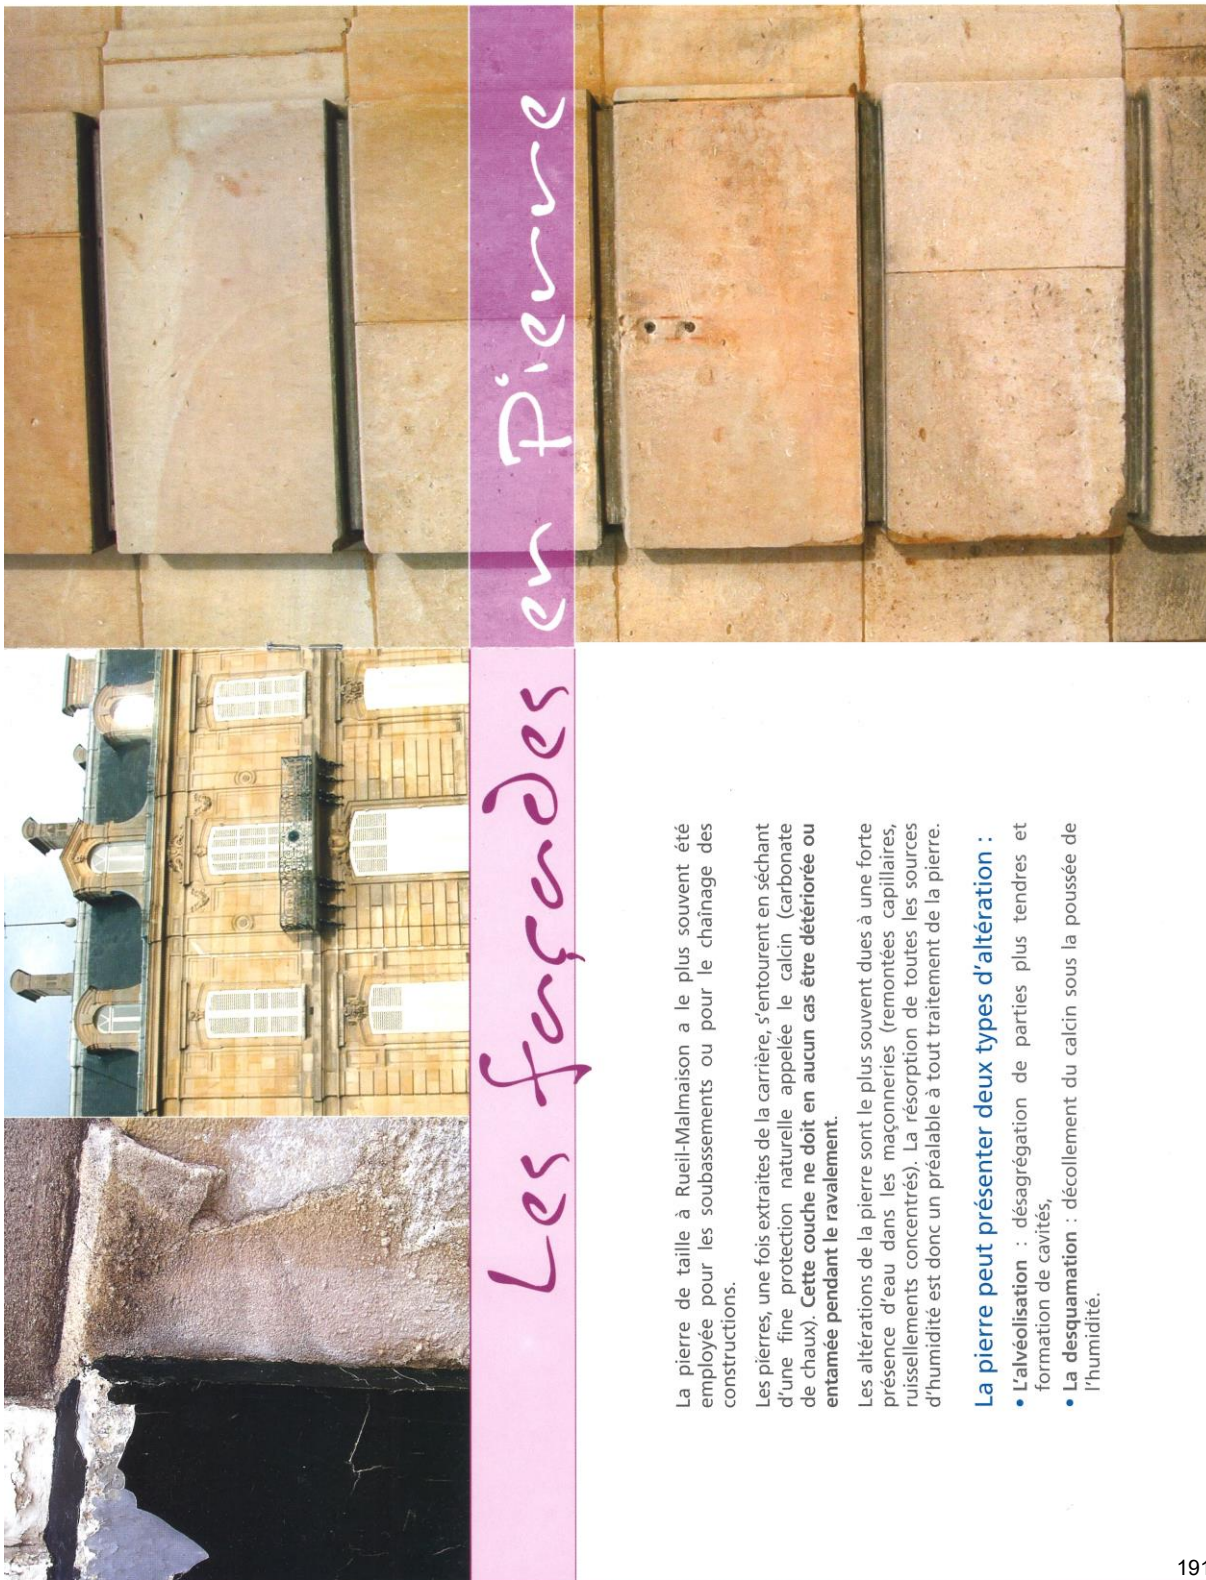 Les façades en Pierre
La pierre de taille à Rueil-Malmaison a le plus souvent été
employée pour les soubassements ou pour le chaînage des
constructions.
Les pierres, une fois extraites de la carrière, s'entourent en séchant
d'une fine protection naturelle appelée le calcin (carbonate
de chaux). Cette couche ne doit en aucun cas être détériorée ou
entamée pendant le ravalement.
Les altérations de la pierre sont le plus souvent dues à une forte
présence d'eau dans les maçonneries (remontées capillaires,
ruissellements concentrés). La résorption de toutes les sources
d'humidité est donc un préalable à tout traitement de la pierre.
La pierre peut présenter deux types d'altération :
• L'alvéolisation : désagrégation de parties plus tendres et
formation de cavités,
• La desquamation : décollement du calcin sous la poussée de
l'humidité.
191